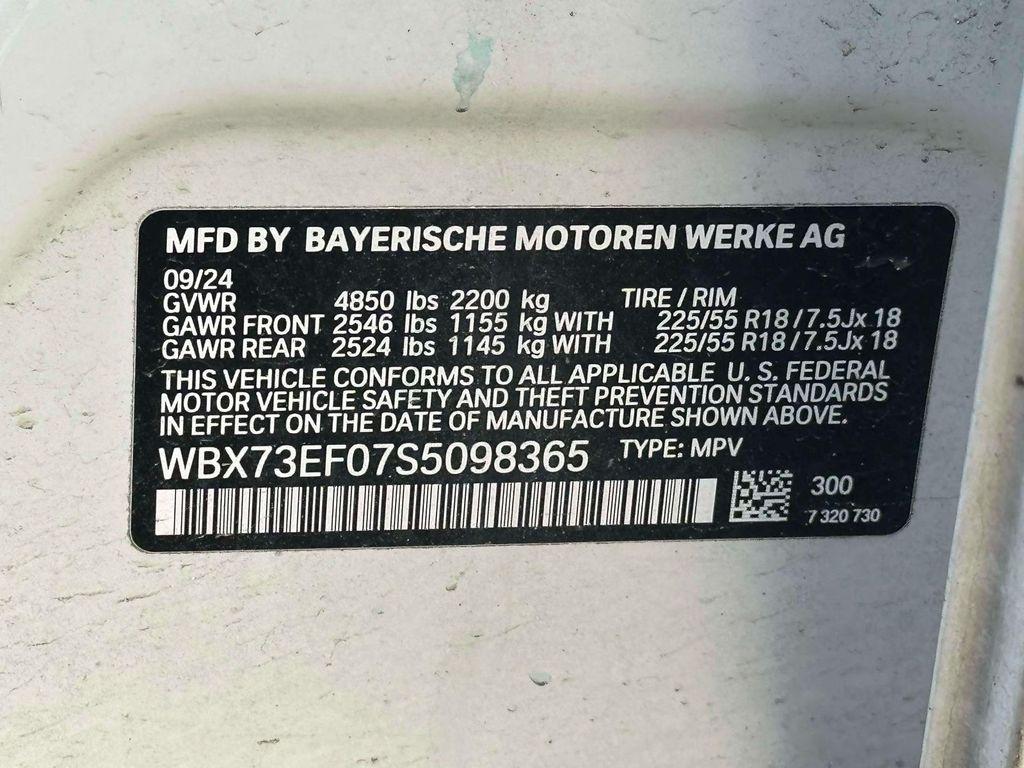 MFD BY BAYERISCHE MOTOREN WERKE AG
09/24
GVWR 4850 lbs 2200 kg TIRE / RIM
GAWR FRONT 2546 lbs 1155 kg WITH 225/55 R18 / 7.5Jx 18
GAWR REAR 2524 lbs 1145 kg WITH 225/55 R18 / 7.5Jx 18
THIS VEHICLE CONFORMS TO ALL APPLICABLE U. S. FEDERAL
MOTOR VEHICLE SAFETY AND THEFT PREVENTION STANDARDS
IN EFFECT ON THE DATE OF MANUFACTURE SHOWN ABOVE.
WBX73EF07S5098365 TYPE: MPV
300
7 320 730